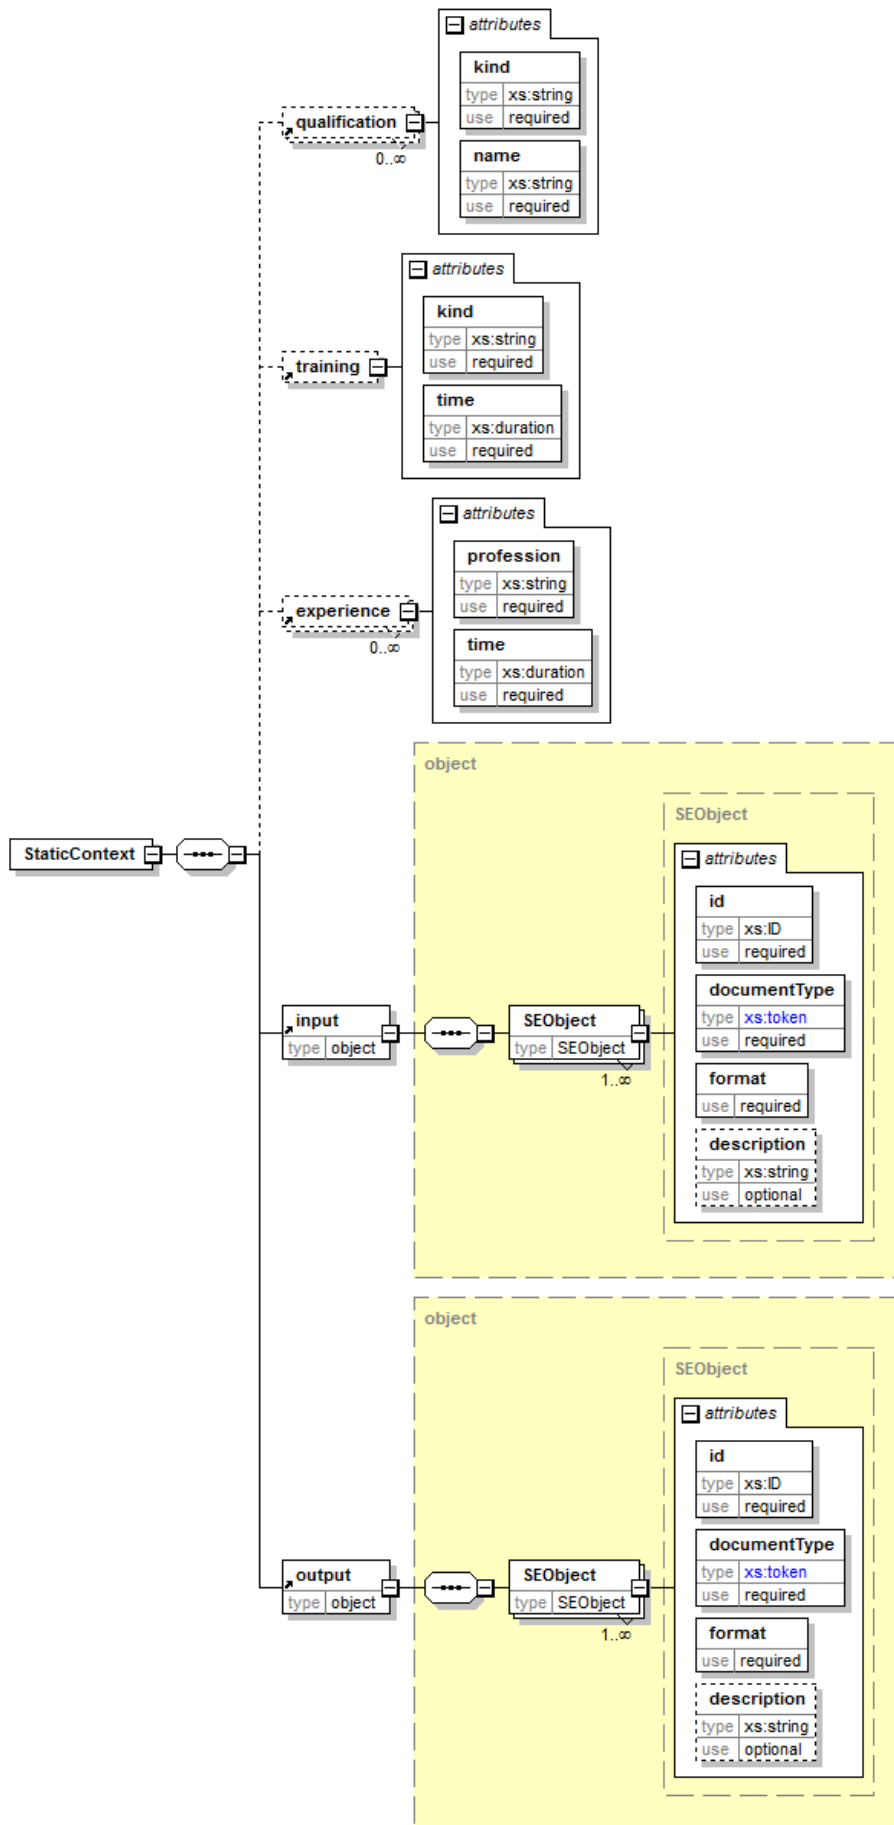 attributes
kind
type xs:string
use required
qualification
0..∞
name
type xs:string
use required
attributes
kind
type xs:string
use required
training
time
type xs:duration
use required
attributes
profession
type xs:string
use required
experience
0..∞
time
type xs:duration
use required
object
SEObject
StaticContext
attributes
id
type xs:ID
use required
documentType
type xs:token
use required
input
type object
SEObject
type SEObject
1..∞
format
use required
description
type xs:string
use optional
object
SEObject
attributes
id
type xs:ID
use required
documentType
type xs:token
use required
output
type object
SEObject
type SEObject
1..∞
format
use required
description
type xs:string
use optional